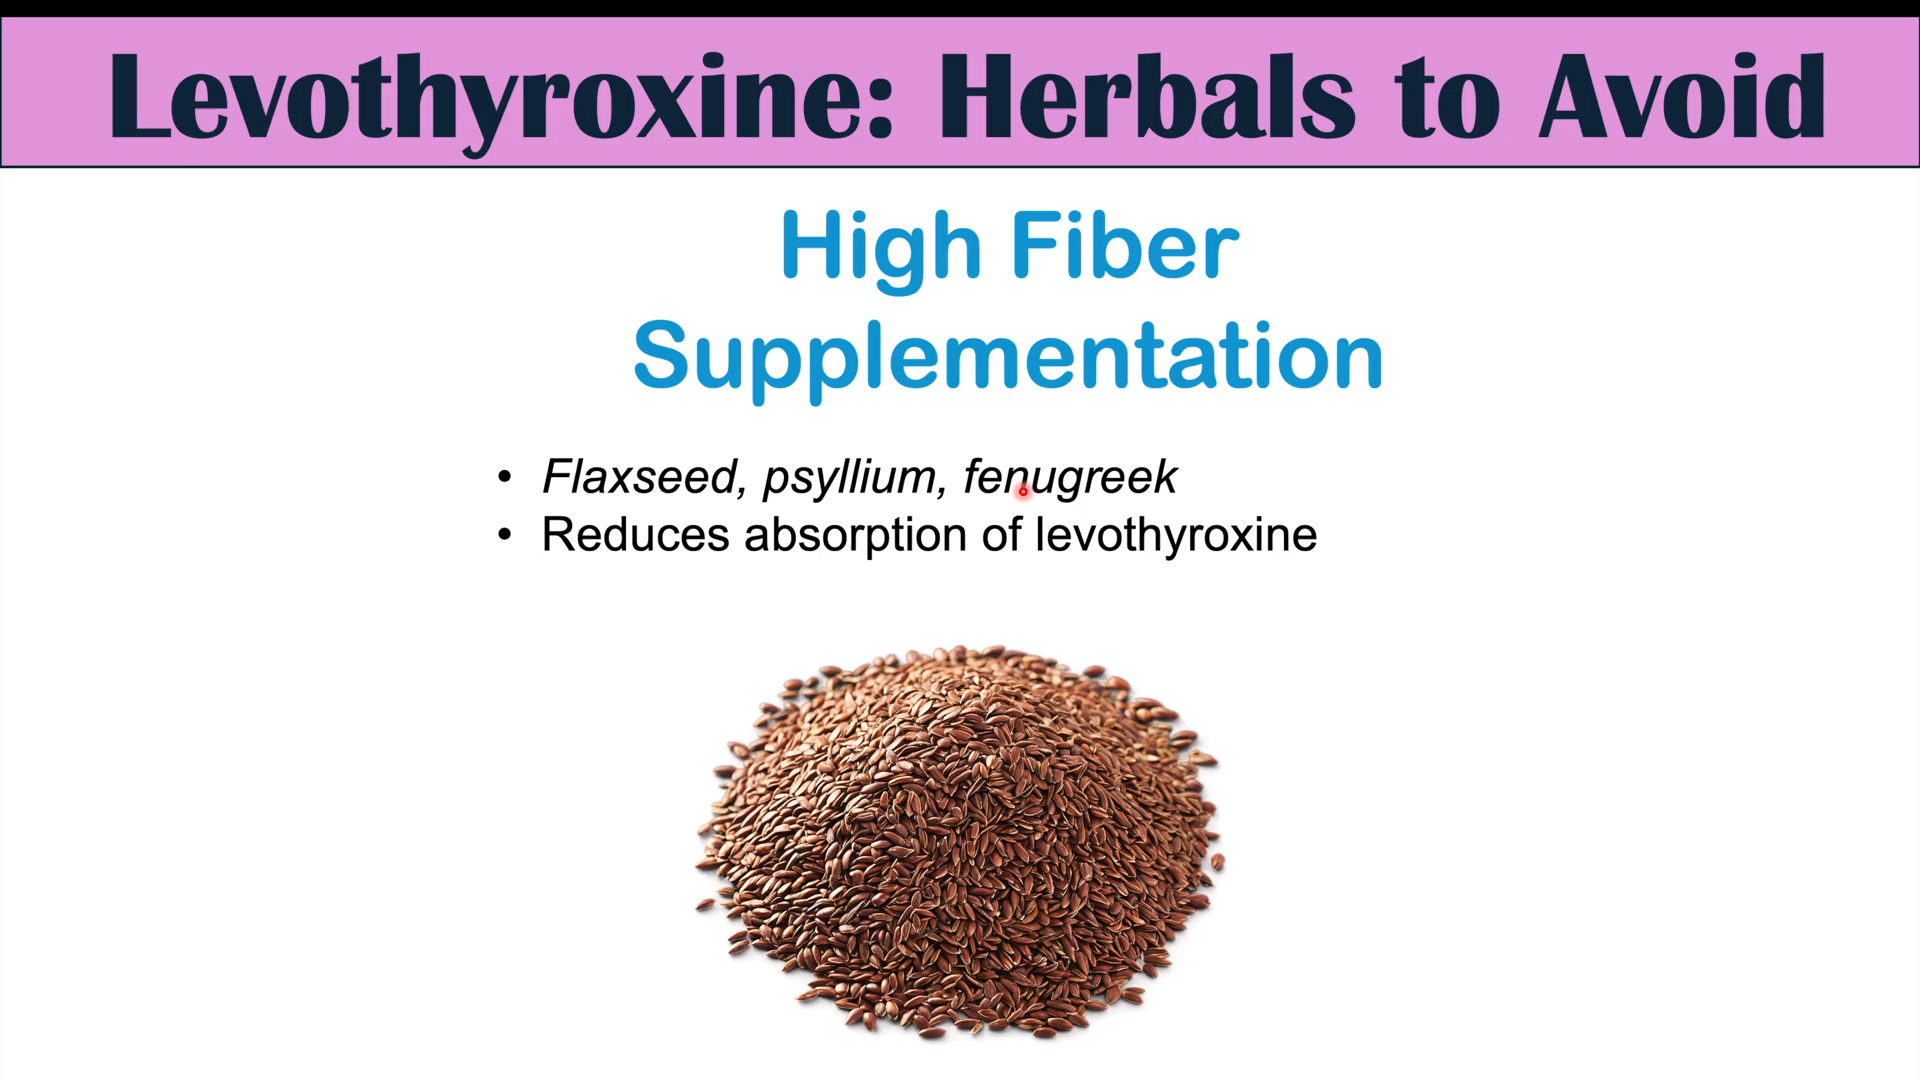 Levothyroxine: Herbals to Avoid
High Fiber
Supplementation
• Flaxseed, psyllium, fenugreek
• Reduces absorption of levothyroxine